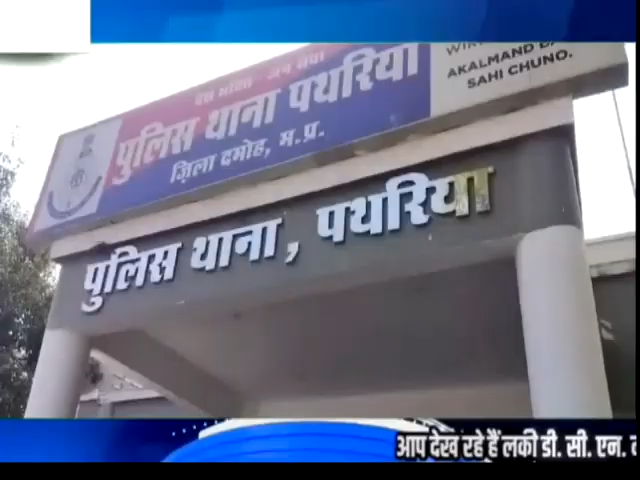 देश भक्ति - जन सेवा
पुलिस थाना पथरिया
ज़िला दमोह, म.प्र.
AKALMAND
SAHI CHUNO.
पुलिस थाना, पथरिया
आप देख रहे हैं लकी डी. सी. एन.